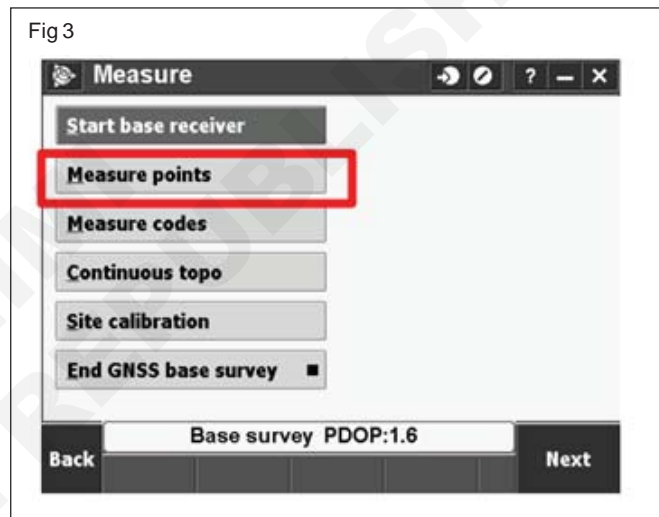 Fig 3
Measure ? – ×
Start base receiver
Measure points
Measure codes
Continuous topo
Site calibration
End GNSS base survey
Base survey PDOP:1.6
Back
Next